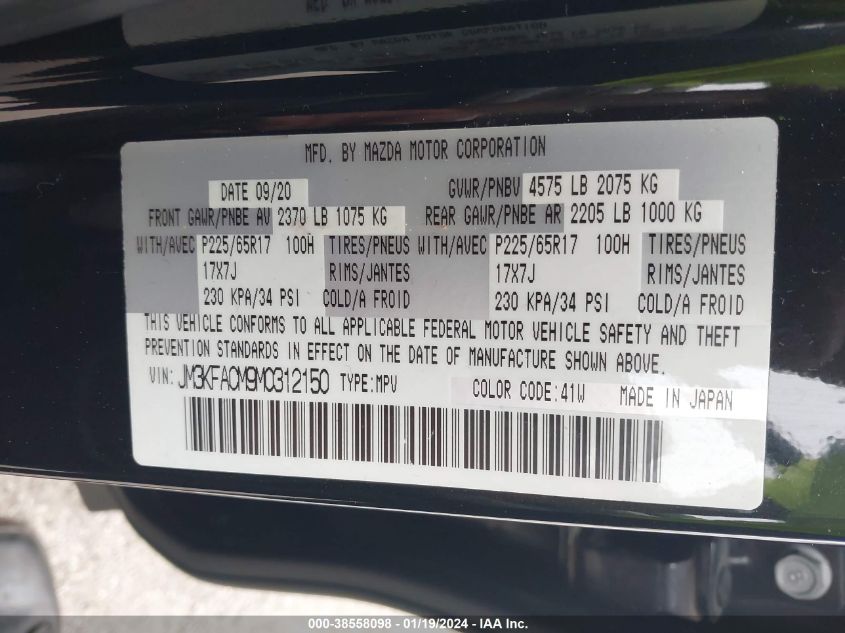 MFD. BY MAZDA MOTOR CORPORATION
DATE 09/20 GVWR/PNBV 4575 LB 2075 KG
FRONT GAWR/PNBE AV 2370 LB 1075 KG REAR GAWR/PNBE AR 2205 LB 1000 KG
WITH/AVEC P225/65R17 100H TIRES/PNEUS WITH/AVEC P225/65R17 100H TIRES/PNEUS
17X7J RIMS/JANTES 17X7J RIMS/JANTES
230 KPA/34 PSI COLD/A FROID 230 KPA/34 PSI COLD/A FROID
THIS VEHICLE CONFORMS TO ALL APPLICABLE FEDERAL MOTOR VEHICLE SAFETY AND THEFT
PREVENTION STANDARDS IN EFFECT ON THE DATE OF MANUFACTURE SHOWN ABOVE.
VIN: JM3KFACM9M0312150 TYPE:MPV COLOR CODE:41W MADE IN JAPAN
000-38558098 - 01/19/2024 - IAA Inc.